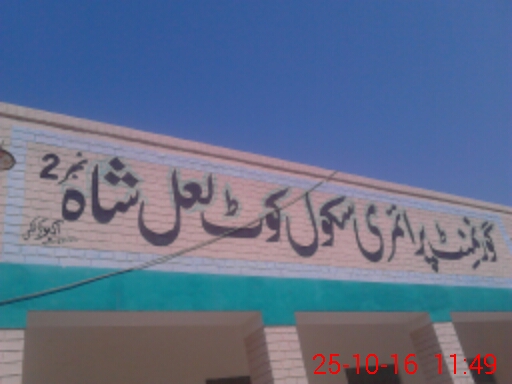 گورنمنٹ پرائمری سکول کوٹ لعل شاہ نمبر 2
25-10-16 11:49